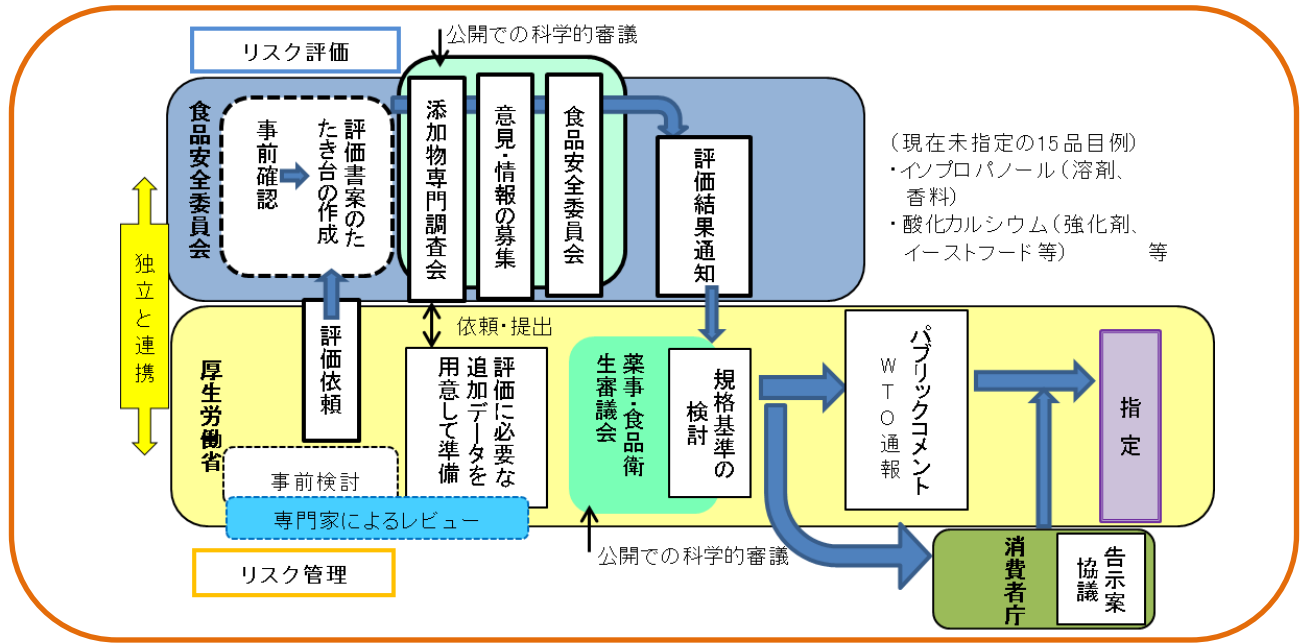 リスク評価
公開での科学的審議
食品安全委員会
事前確認
評価書案のた
たき台の作成
添加物専門調査会
意見・情報の募集
食品安全委員会
評価結果通知
(現在未指定の15品目例)
・イソプロパノール(溶剤、
香料)
・酸化カルシウム(強化剤、
イーストフード等) 等
独立と連携
厚生労働省
評価依頼
依頼・提出
評価に必要な
追加データを
用意して準備
事前検討
専門家によるレビュー
薬事・食品衛
生審議会
規格基準の
検討
パブリックコメント
WTO通報
指定
リスク管理
公開での科学的審議
消費者庁
告示案
協議